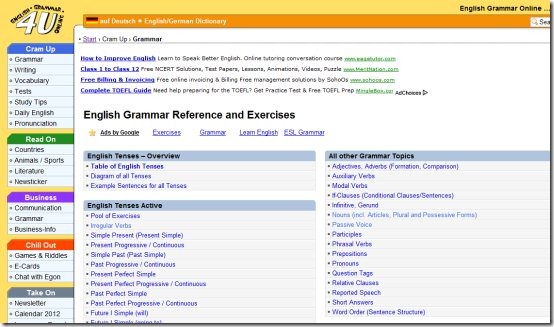 English Grammar Online ...
ENGLISH · GRAMMAR
4U
ONLINE
auf Deutsch • English/German Dictionary
• Start › Cram Up › Grammar
Cram Up
Grammar
Writing
Vocabulary
Tests
Study Tips
Daily English
Pronunciation
Read On
Countries
Animals / Sports
Literature
Newsticker
Business
Communication
Grammar
Business-Info
Chill Out
Games & Riddles
E-Cards
Chat with Egon
Take On
Newsletter
Calendar 2012
How to Improve English Learn to Speak Better English. Online tutoring conversation course www.eagetutor.com
Class 1 to Class 12 Free NCERT Solutions, Test Papers, Lessons, Animations, Videos, Puzzle www.MeritNation.com
Free Billing & Invoicing Free online invoicing & Billing Free management solutions by SohoOs www.sohoos.com
Complete TOEFL Guide Need help preparing for the TOEFL? Get Practice Test & Free TOEFL Prep MingleBox.com AdChoices
English Grammar Reference and Exercises
Ads by Google Exercises Grammar Learn English ESL Grammar
English Tenses – Overview
Table of English Tenses
Diagram of all Tenses
Example Sentences for all Tenses
English Tenses Active
Pool of Exercises
Irregular Verbs
Simple Present (Present Simple)
Present Progressive / Continuous
Simple Past (Past Simple)
Past Progressive / Continuous
Present Perfect Simple
Present Perfect Progressive / Continuous
Past Perfect Simple
Past Perfect Progressive / Continuous
Future I Simple (will)
Future I Simple (going to)
All other Grammar Topics
Adjectives, Adverbs (Formation, Comparison)
Auxiliary Verbs
Modal Verbs
If-Clauses (Conditional Clauses/Sentences)
Infinitive, Gerund
Nouns (incl. Articles, Plural and Possessive Forms)
Passive Voice
Participles
Phrasal Verbs
Prepositions
Pronouns
Question Tags
Relative Clauses
Reported Speech
Short Answers
Word Order (Sentence Structure)